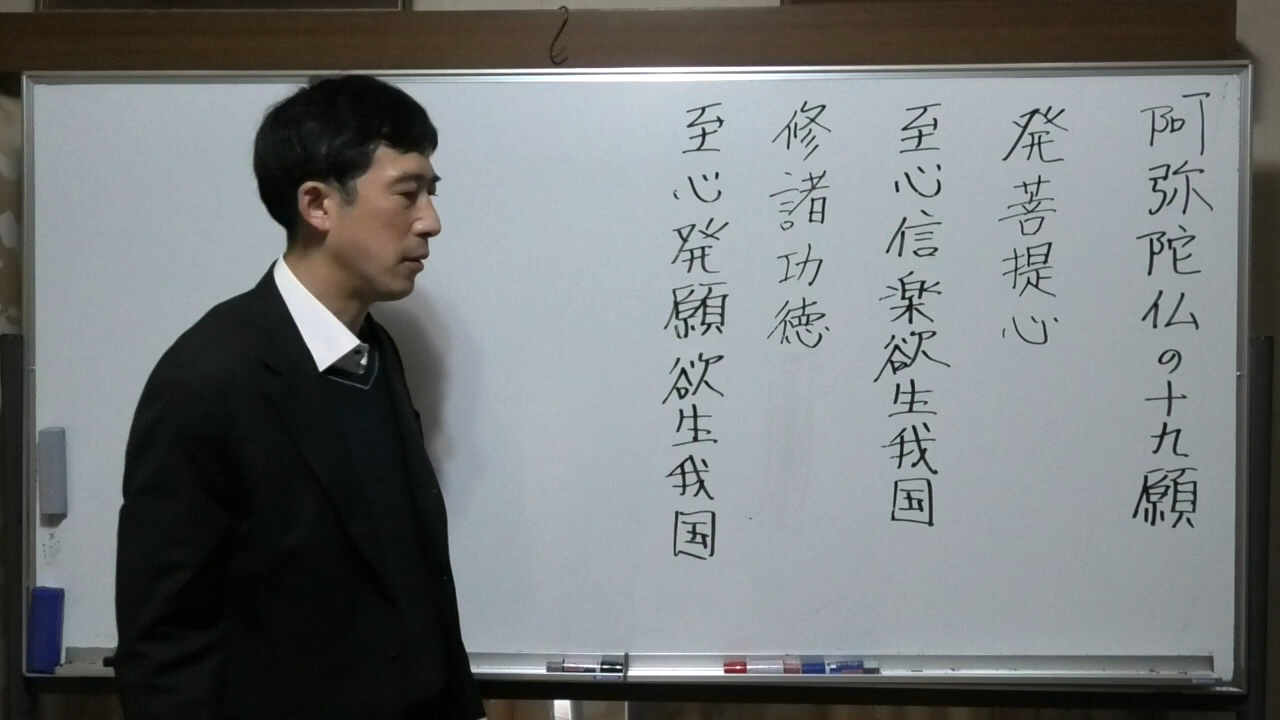 阿弥陀仏の十九願
発菩提心
至心信楽欲生我国
修諸功徳
至心発願欲生我国